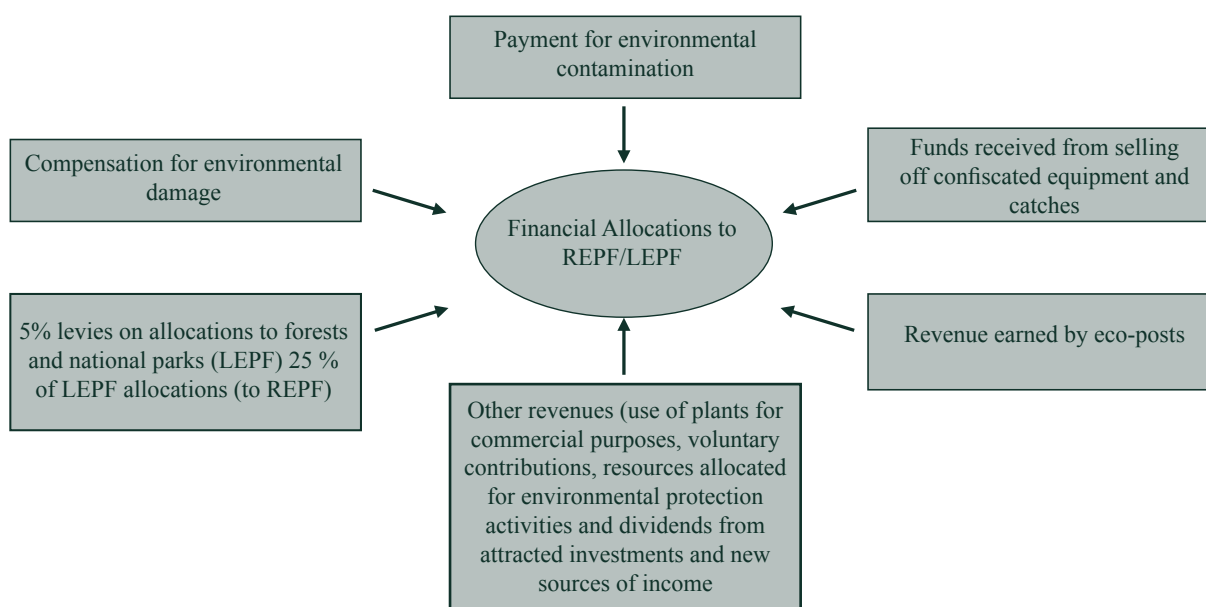 Payment for environmental
contamination
Compensation for environmental
damage
Funds received from selling
off confiscated equipment and
catches
Financial Allocations to
REPF/LEPF
5% levies on allocations to forests
and national parks (LEPF) 25 %
of LEPF allocations (to REPF)
Revenue earned by eco-posts
Other revenues (use of plants for
commercial purposes, voluntary
contributions, resources allocated
for environmental protection
activities and dividends from
attracted investments and new
sources of income